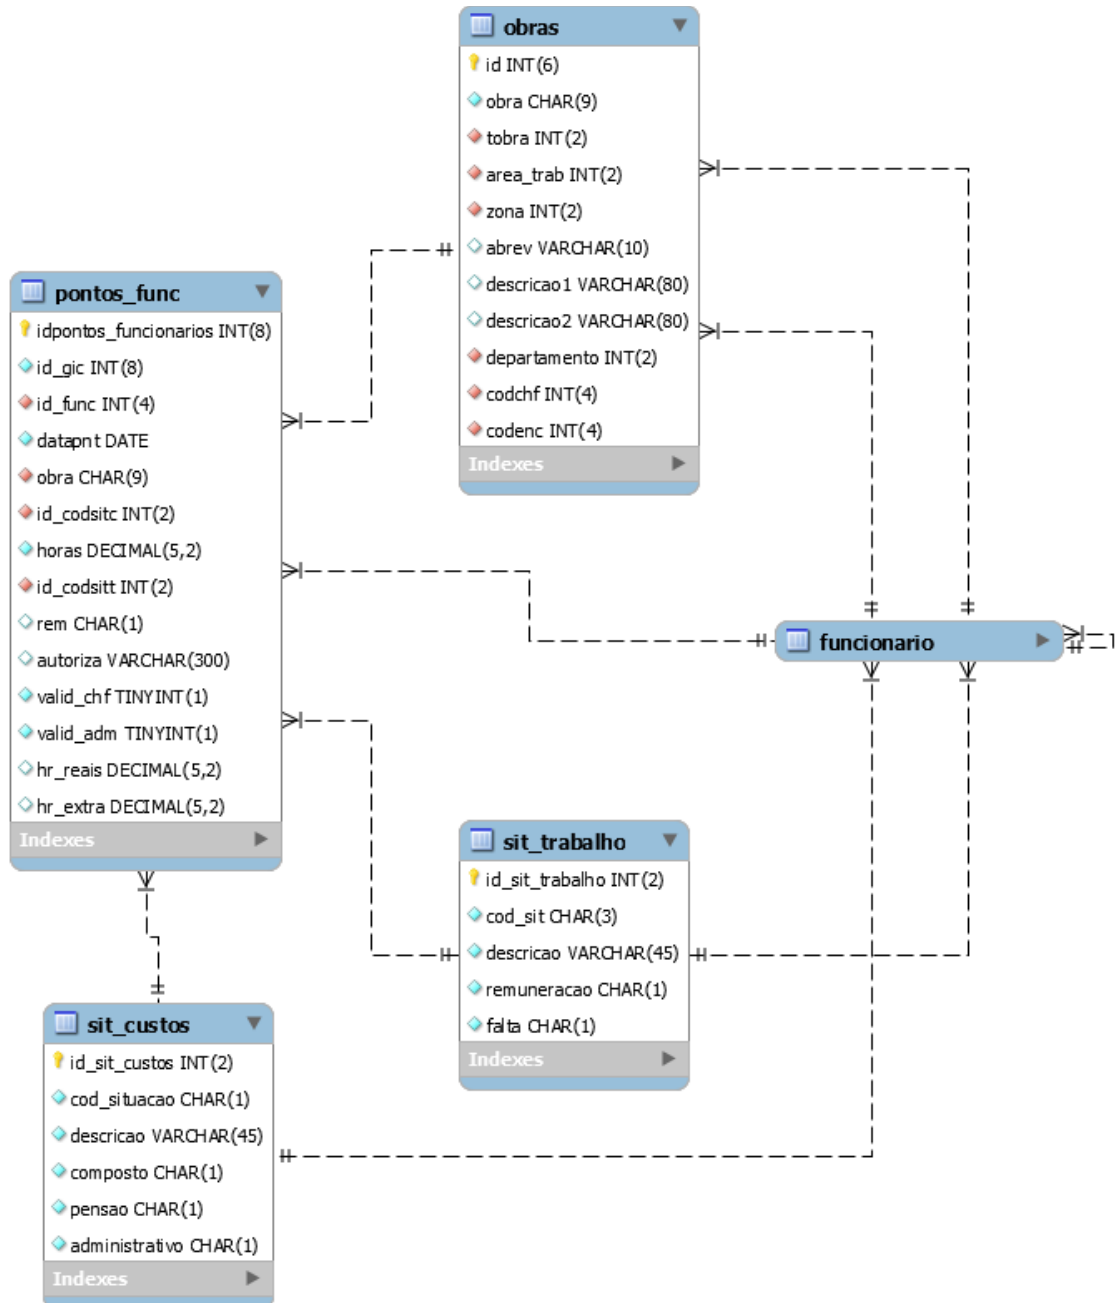 obras
id INT(6)
obra CHAR(9)
tobra INT(2)
area_trab INT(2)
zona INT(2)
abrev VARCHAR(10)
descricao1 VARCHAR(80)
descricao2 VARCHAR(80)
departamento INT(2)
codchf INT(4)
codenc INT(4)
Indexes
pontos_func
idpontos_funcionarios INT(8)
id_gic INT(8)
id_func INT(4)
datapnt DATE
obra CHAR(9)
id_codsitc INT(2)
horas DECIMAL(5,2)
id_codsitt INT(2)
rem CHAR(1)
autoriza VARCHAR(300)
valid_chf TINYINT(1)
valid_adm TINYINT(1)
hr_reais DECIMAL(5,2)
hr_extra DECIMAL(5,2)
Indexes
funcionario
sit_trabalho
id_sit_trabalho INT(2)
cod_sit CHAR(3)
descricao VARCHAR(45)
remuneracao CHAR(1)
falta CHAR(1)
Indexes
sit_custos
id_sit_custos INT(2)
cod_situacao CHAR(1)
descricao VARCHAR(45)
composto CHAR(1)
pensao CHAR(1)
administrativo CHAR(1)
Indexes